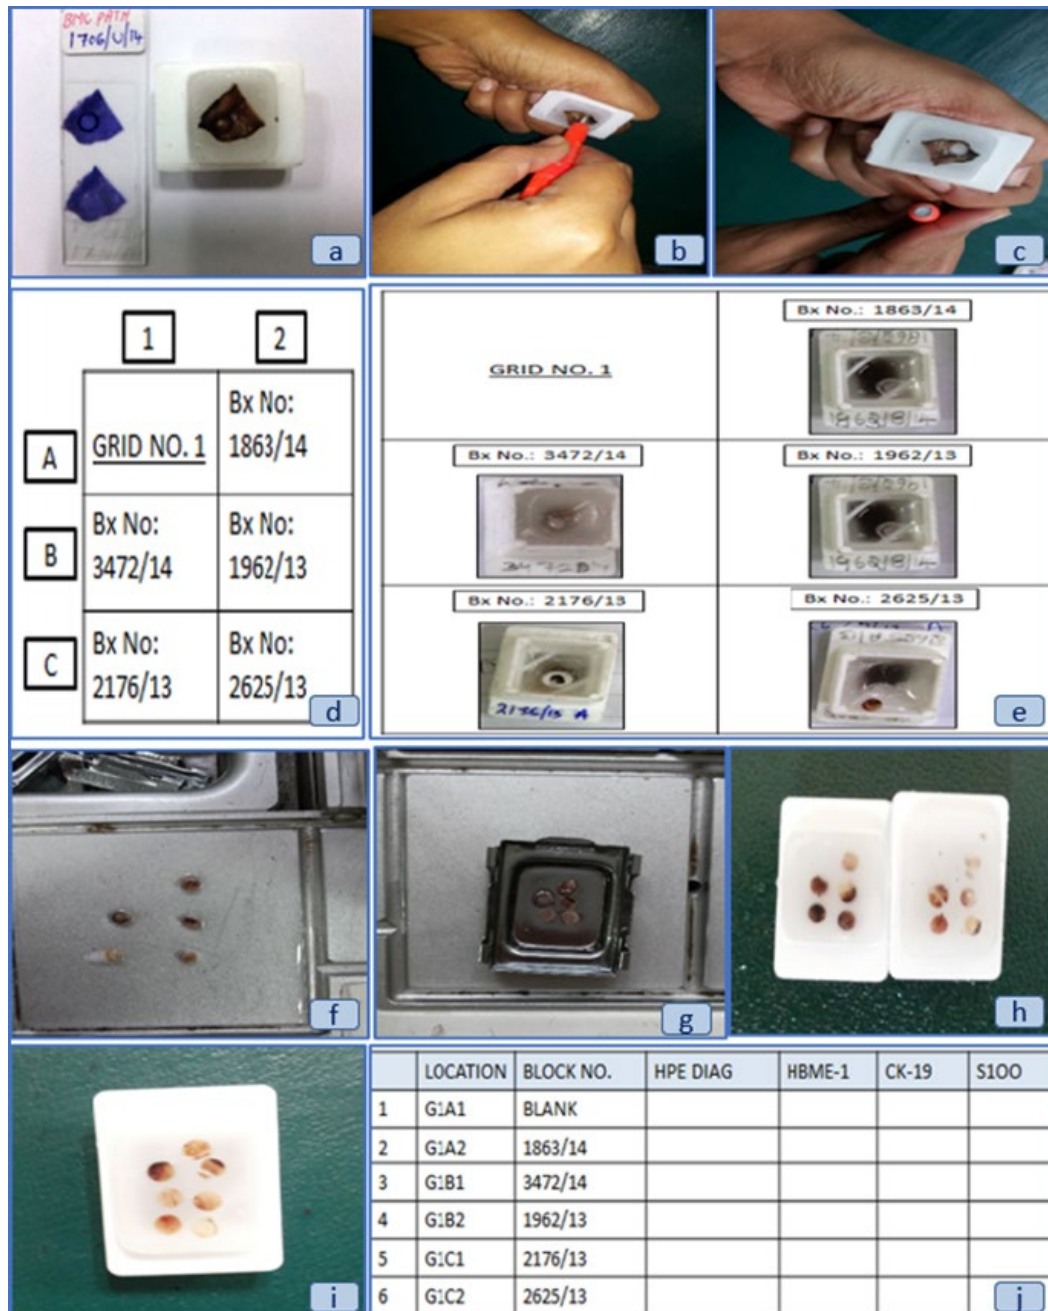 BMC PATH
1706/U/14
a
b
c
1
2
A
GRID NO. 1
Bx No:
1863/14
B
Bx No:
3472/14
Bx No:
1962/13
C
Bx No:
2176/13
Bx No:
2625/13
d
GRID NO. 1
Bx No.: 1863/14
Bx No.: 3472/14
Bx No.: 1962/13
Bx No.: 2176/13
2176/13 A
Bx No.: 2625/13
e
f
g
h
i
LOCATION BLOCK NO. HPE DIAG HBME-1 CK-19 S1OO
1 G1A1 BLANK
2 G1A2 1863/14
3 G1B1 3472/14
4 G1B2 1962/13
5 G1C1 2176/13
6 G1C2 2625/13
j